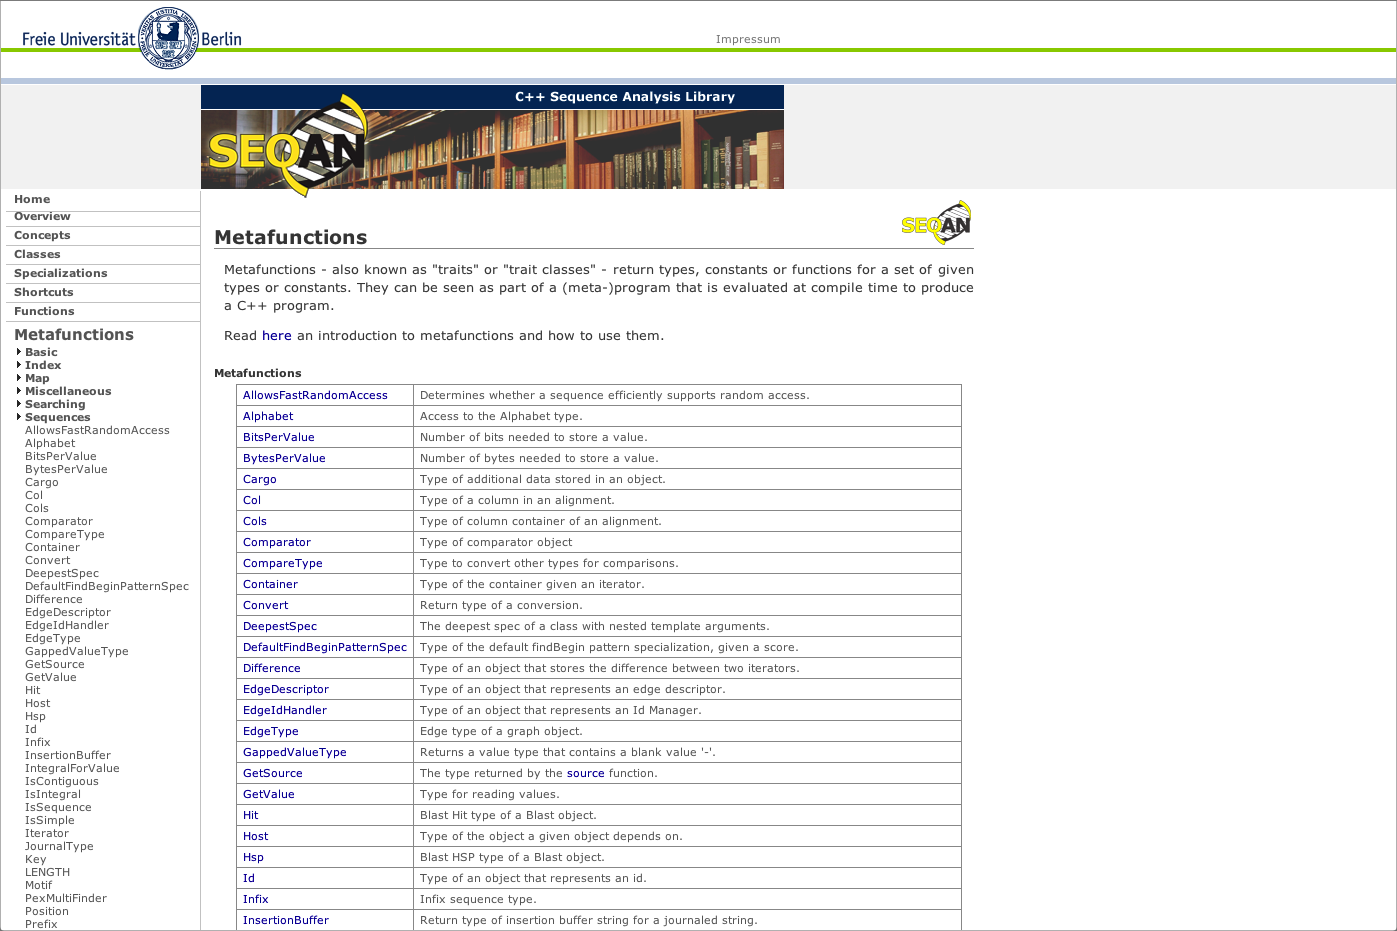 Freie Universität Berlin
Impressum
C++ Sequence Analysis Library
SEQAN
Home
Overview
Concepts
Classes
Specializations
Shortcuts
Functions
Metafunctions
Basic
Index
Map
Miscellaneous
Searching
Sequences
AllowsFastRandomAccess
Alphabet
BitsPerValue
BytesPerValue
Cargo
Col
Cols
Comparator
CompareType
Container
Convert
DeepestSpec
DefaultFindBeginPatternSpec
Difference
EdgeDescriptor
EdgeIdHandler
EdgeType
GappedValueType
GetSource
GetValue
Hit
Host
Hsp
Id
Infix
InsertionBuffer
IntegralForValue
IsContiguous
IsIntegral
IsSequence
IsSimple
Iterator
JournalType
Key
LENGTH
Motif
PexMultiFinder
Position
Prefix
SEQAN
Metafunctions
Metafunctions - also known as "traits" or "trait classes" - return types, constants or functions for a set of given
types or constants. They can be seen as part of a (meta-)program that is evaluated at compile time to produce
a C++ program.
Read here an introduction to metafunctions and how to use them.
Metafunctions
AllowsFastRandomAccess Determines whether a sequence efficiently supports random access.
Alphabet Access to the Alphabet type.
BitsPerValue Number of bits needed to store a value.
BytesPerValue Number of bytes needed to store a value.
Cargo Type of additional data stored in an object.
Col Type of a column in an alignment.
Cols Type of column container of an alignment.
Comparator Type of comparator object
CompareType Type to convert other types for comparisons.
Container Type of the container given an iterator.
Convert Return type of a conversion.
DeepestSpec The deepest spec of a class with nested template arguments.
DefaultFindBeginPatternSpec Type of the default findBegin pattern specialization, given a score.
Difference Type of an object that stores the difference between two iterators.
EdgeDescriptor Type of an object that represents an edge descriptor.
EdgeIdHandler Type of an object that represents an Id Manager.
EdgeType Edge type of a graph object.
GappedValueType Returns a value type that contains a blank value '-'.
GetSource The type returned by the source function.
GetValue Type for reading values.
Hit Blast Hit type of a Blast object.
Host Type of the object a given object depends on.
Hsp Blast HSP type of a Blast object.
Id Type of an object that represents an id.
Infix Infix sequence type.
InsertionBuffer Return type of insertion buffer string for a journaled string.